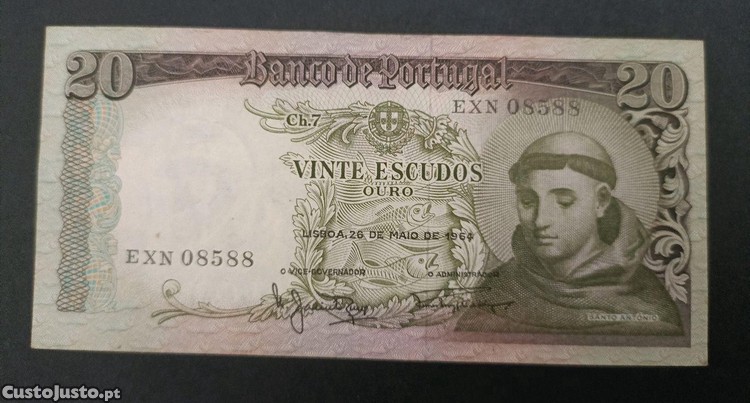 20 Banco de Portugal 20
EXN 08588
Ch.7
VINTE ESCUDOS
OURO
LISBOA, 26 DE MAIO DE 1964
EXN 08588
O VICE-GOVERNADOR
O ADMINISTRADOR
SANTO ANTÓNIO
CustoJusto.pt